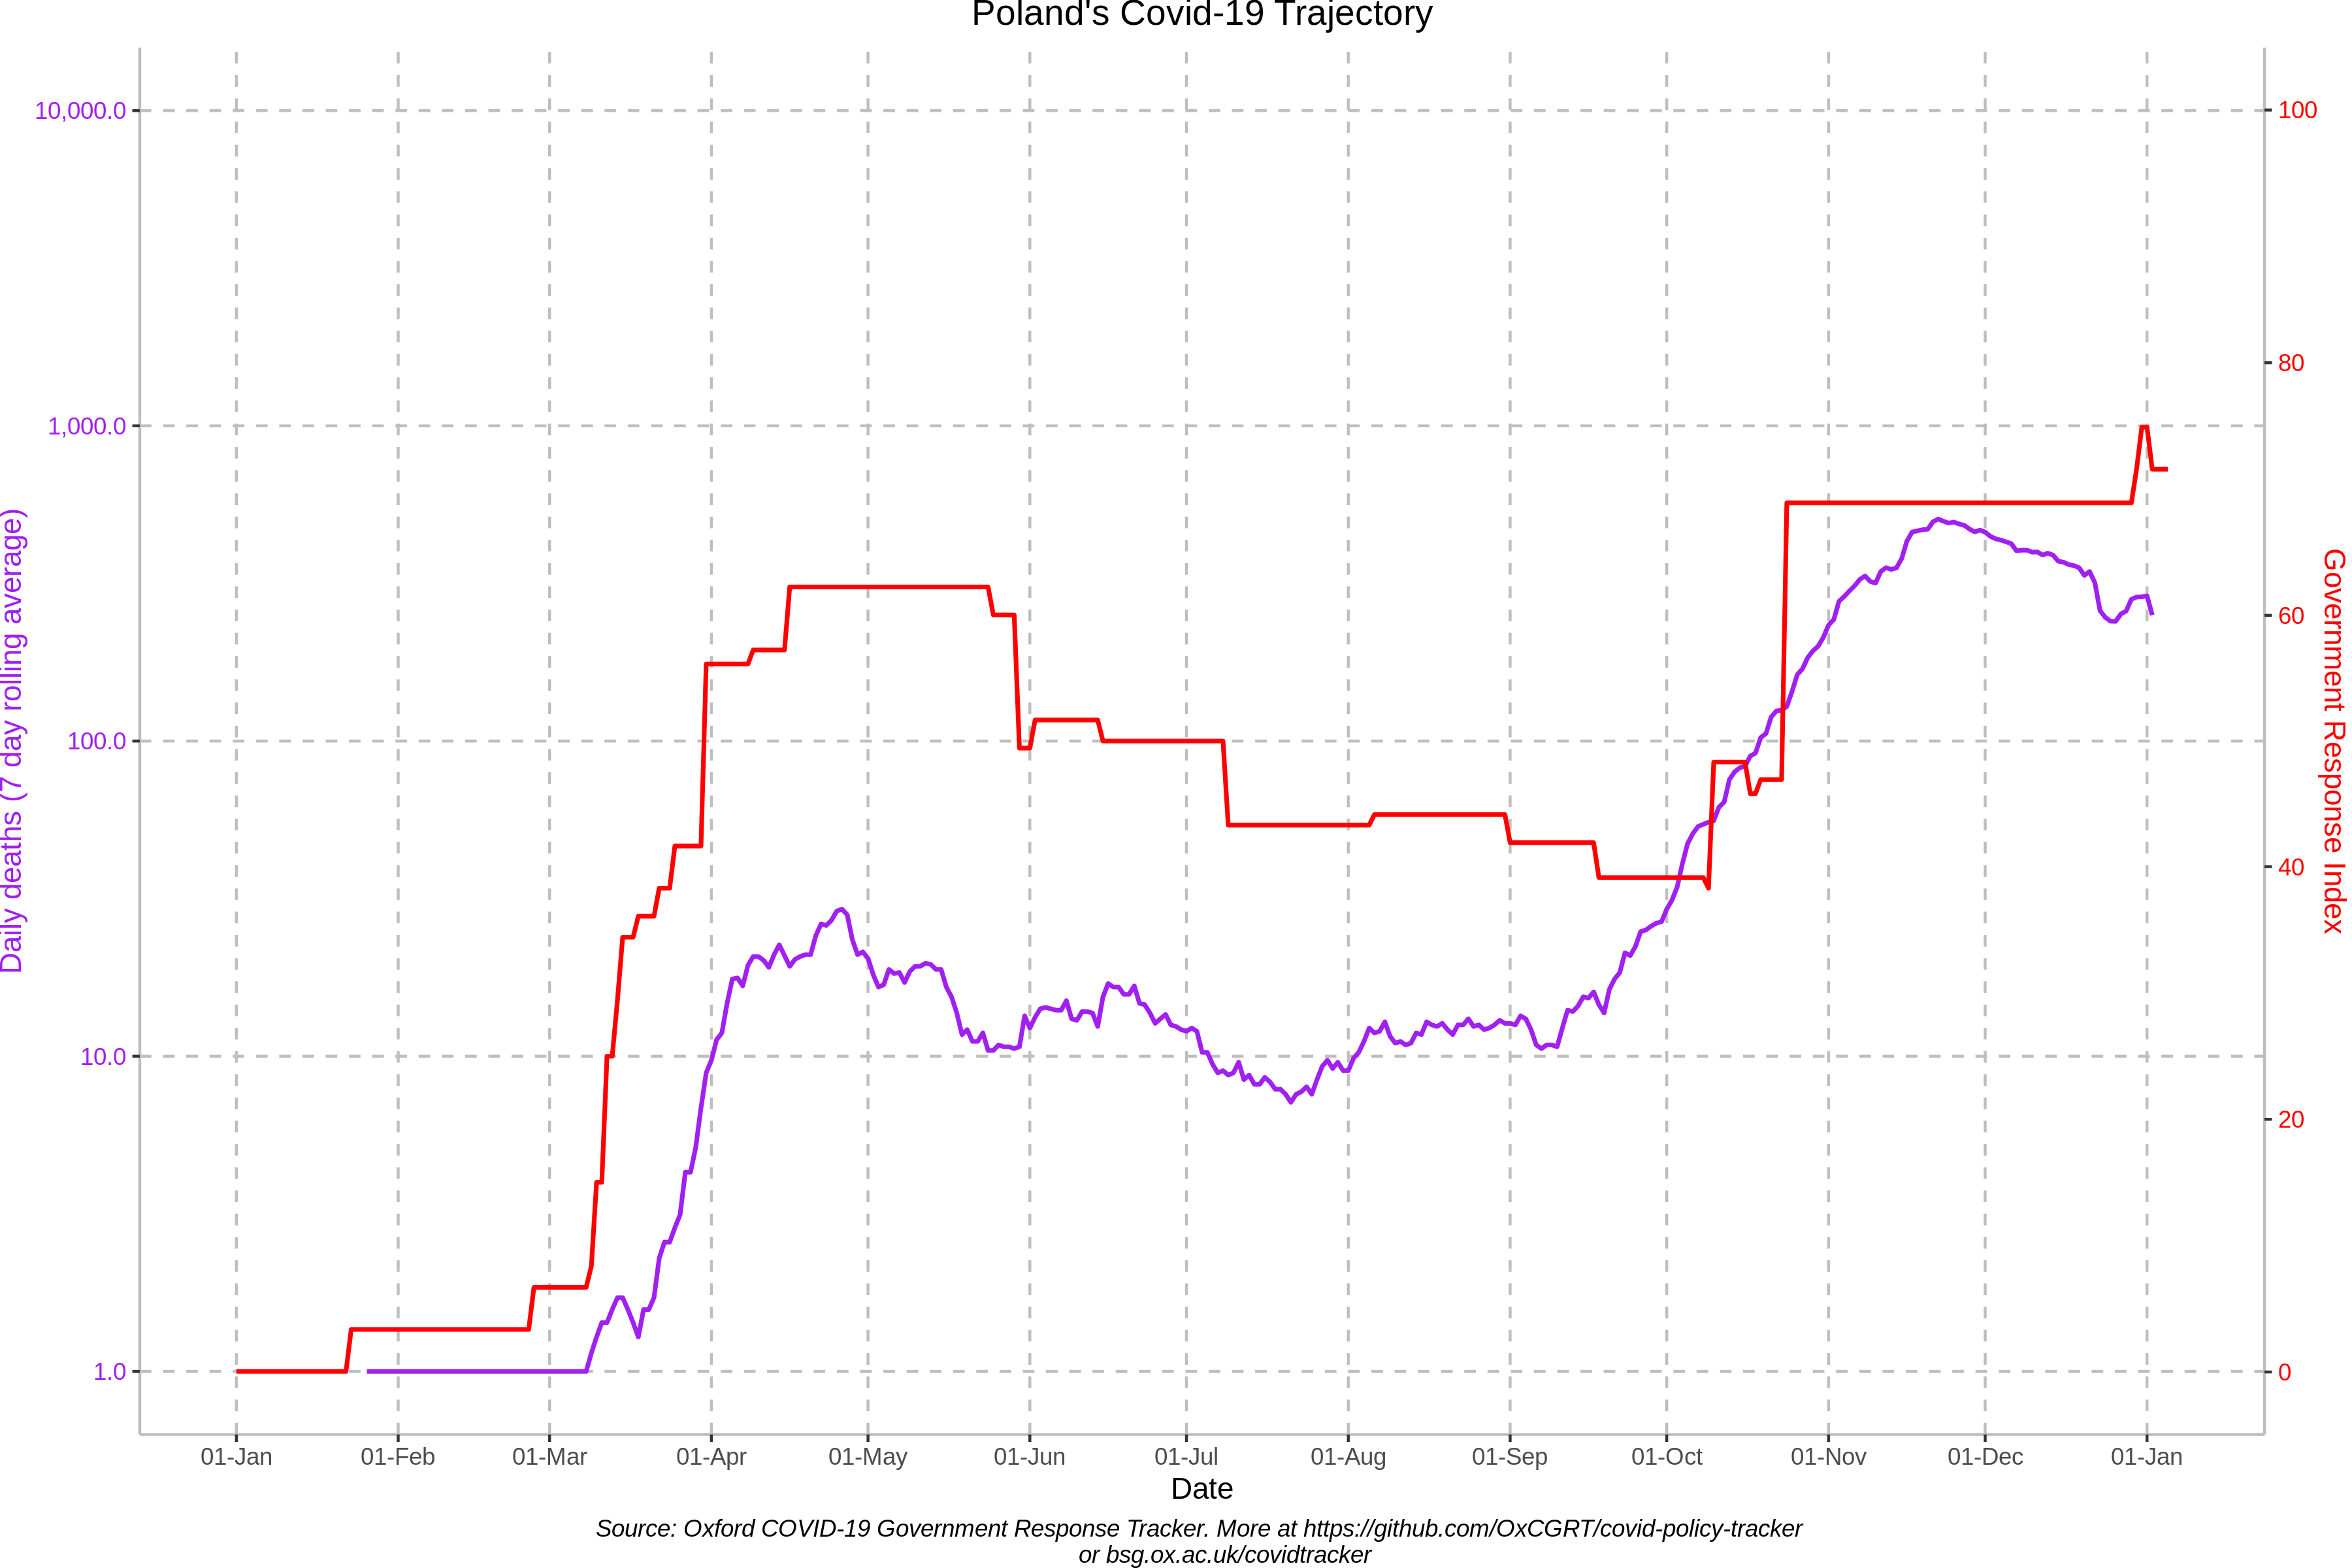 Poland's Covid-19 Trajectory
10,000.0
1,000.0
100.0
10.0
1.0
Daily deaths (7 day rolling average)
100
80
60
40
20
0
Government Response Index
01-Jan
01-Feb
01-Mar
01-Apr
01-May
01-Jun
01-Jul
01-Aug
01-Sep
01-Oct
01-Nov
01-Dec
01-Jan
Date
Source: Oxford COVID-19 Government Response Tracker. More at https://github.com/OxCGRT/covid-policy-tracker
or bsg.ox.ac.uk/covidtracker